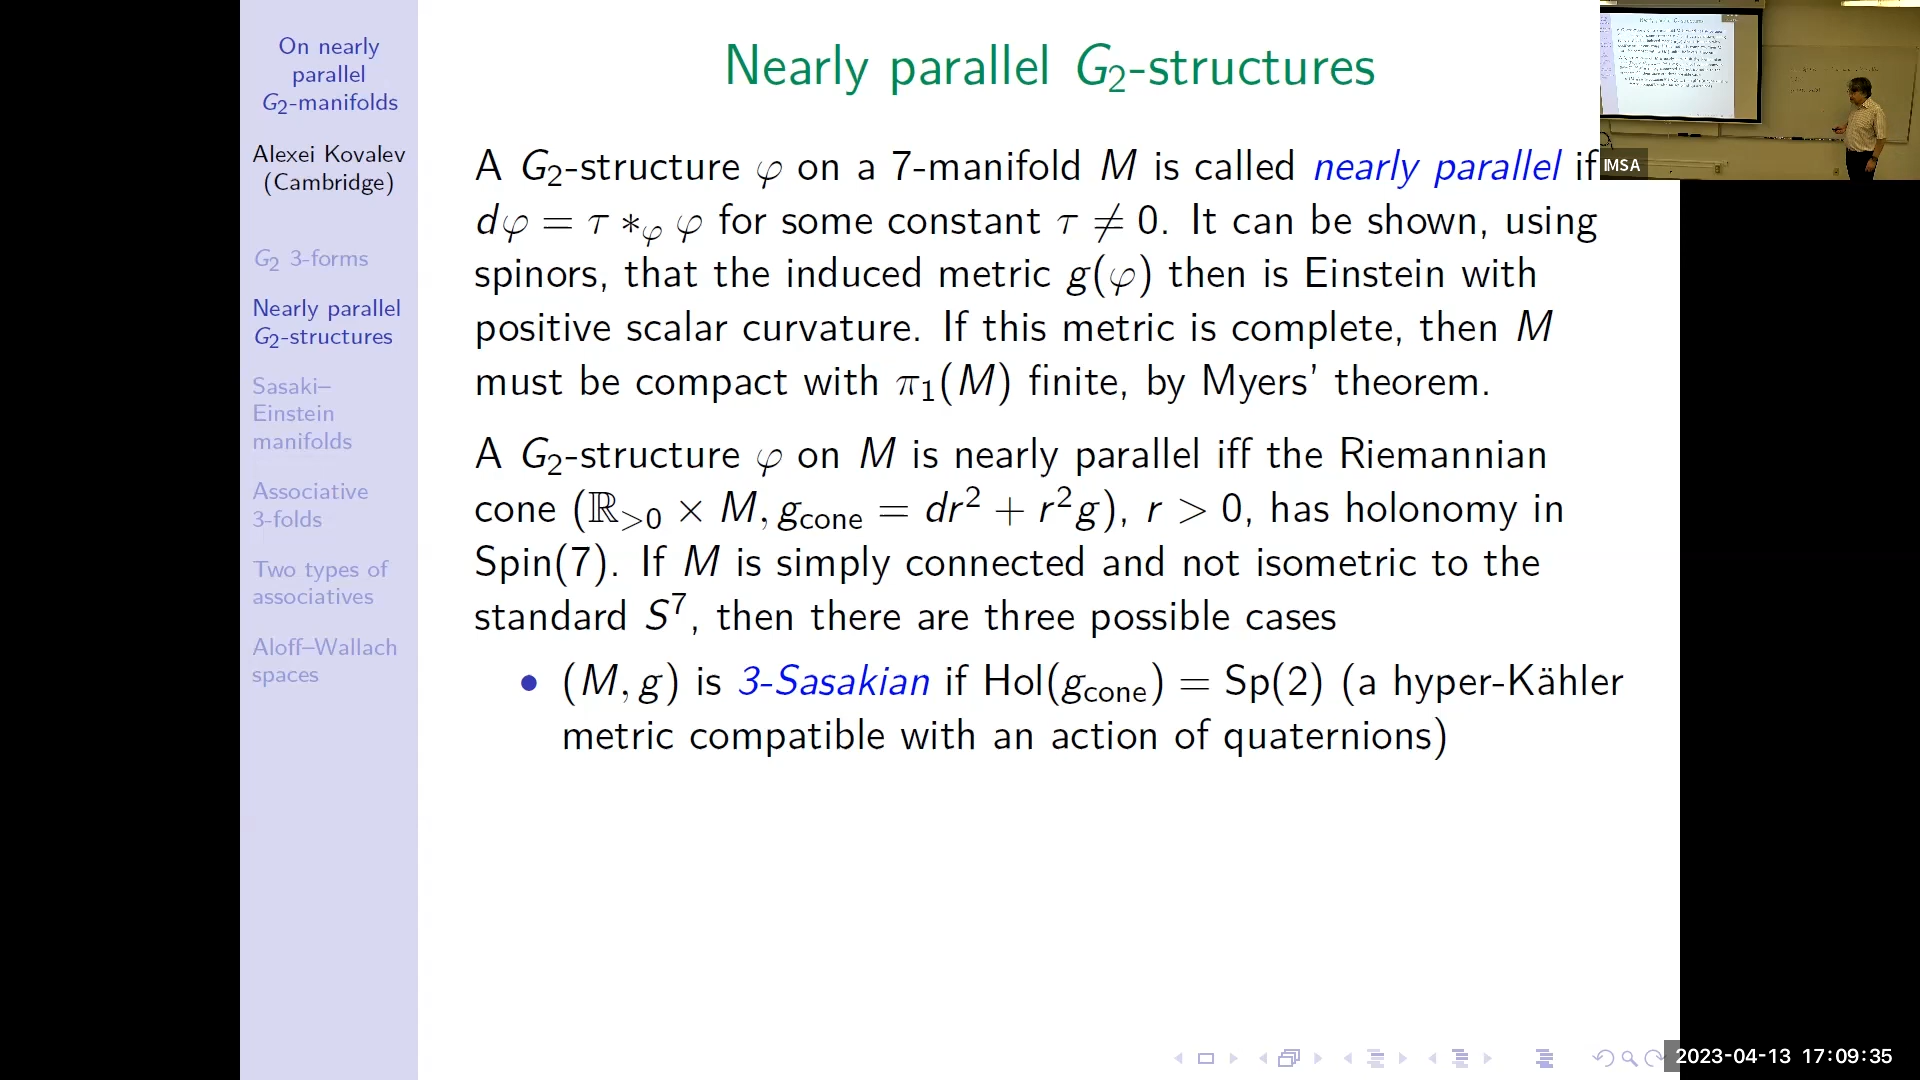 On nearly
parallel
G₂-manifolds
Alexei Kovalev
(Cambridge)
G₂ 3-forms
Nearly parallel
G₂-structures
Sasaki–
Einstein
manifolds
Associative
3-folds
Two types of
associatives
Aloff–Wallach
spaces
Nearly parallel G₂-structures
A G₂-structure φ on a 7-manifold M is called nearly parallel if
dφ = τ ∗_φ φ for some constant τ ≠ 0. It can be shown, using
spinors, that the induced metric g(φ) then is Einstein with
positive scalar curvature. If this metric is complete, then M
must be compact with π₁(M) finite, by Myers' theorem.
A G₂-structure φ on M is nearly parallel iff the Riemannian
cone (ℝ_{>0} × M, g_cone = dr² + r²g), r > 0, has holonomy in
Spin(7). If M is simply connected and not isometric to the
standard S⁷, then there are three possible cases
• (M, g) is 3-Sasakian if Hol(g_cone) = Sp(2) (a hyper-Kähler
metric compatible with an action of quaternions)
IMSA
2023-04-13 17:09:35